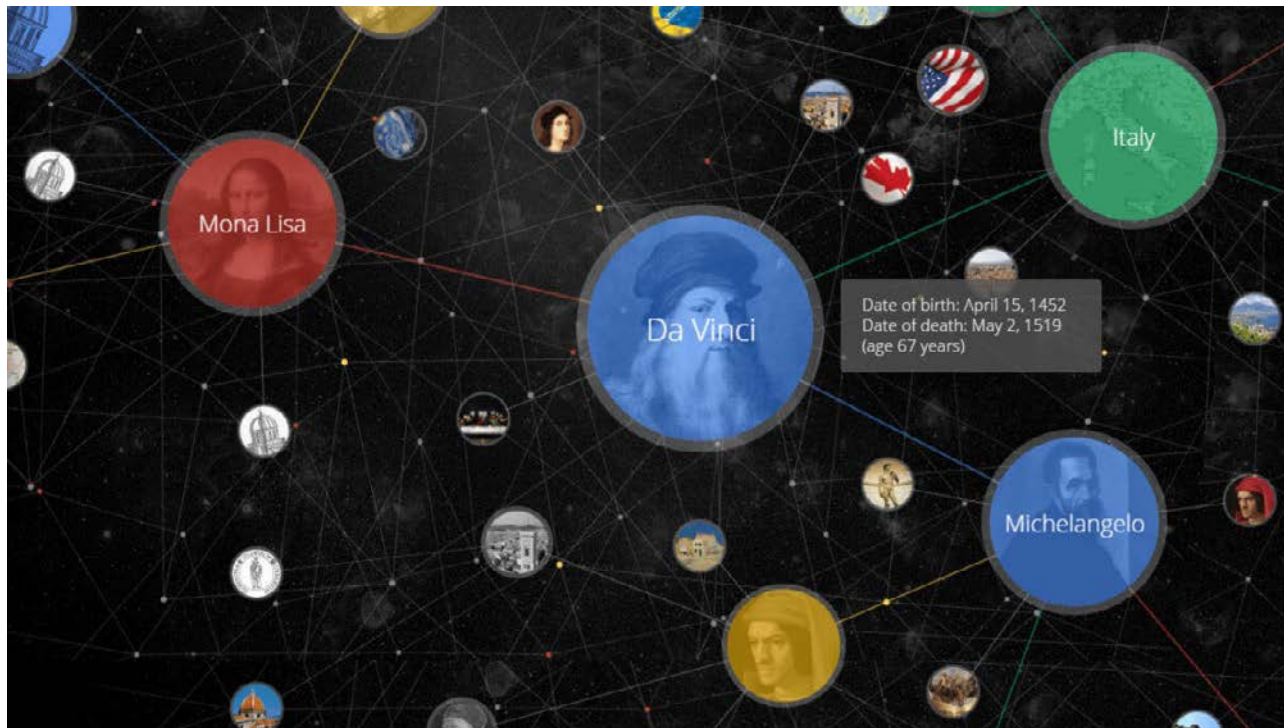 Italy
Mona Lisa
Date of birth: April 15, 1452
Date of death: May 2, 1519
(age 67 years)
Da Vinci
Michelangelo